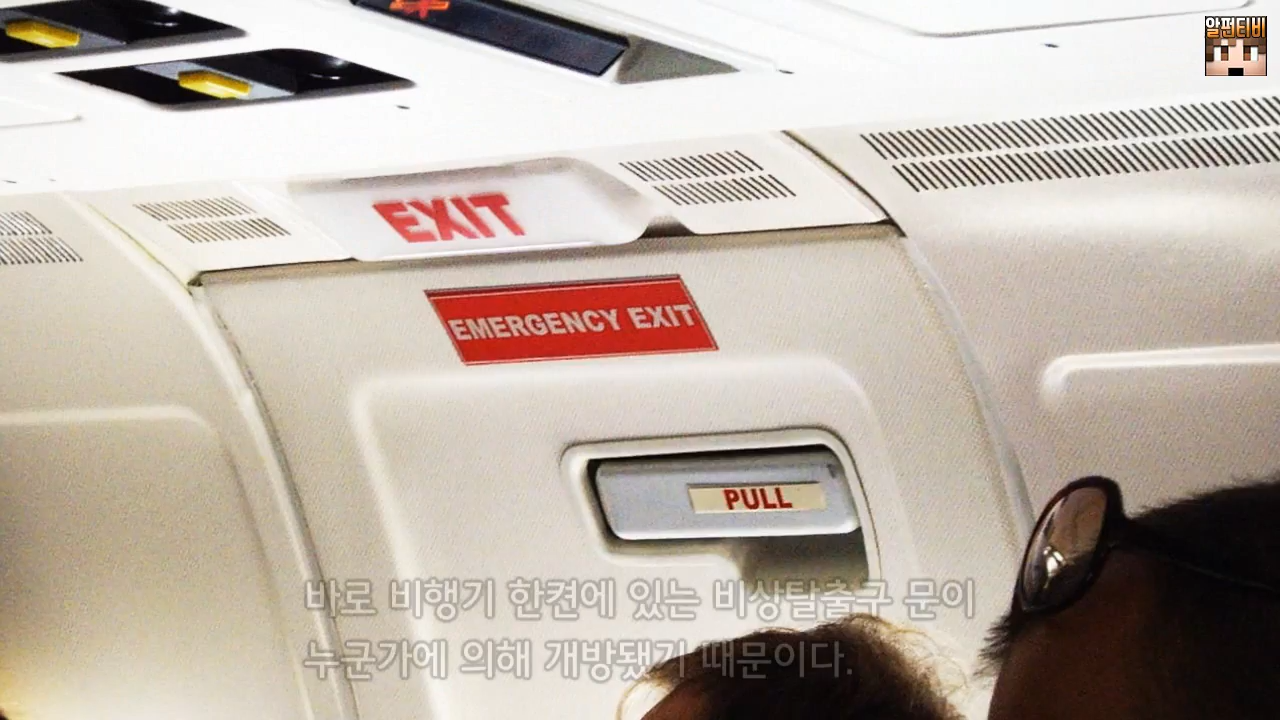 알펀티비
EXIT
EMERGENCY EXIT
PULL
바로 비행기 한켠에 있는 비상탈출구 문이
누군가에 의해 개방됐기 때문이다.